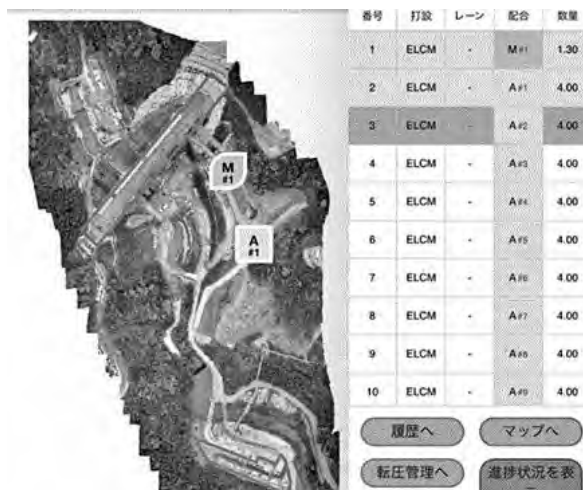 番号 打設 レーン 配合 数量
1 ELCM - M#1 1.30
2 ELCM - A#1 4.00
3 ELCM - A#2 4.00
4 ELCM - A#3 4.00
5 ELCM - A#4 4.00
6 ELCM - A#5 4.00
7 ELCM - A#6 4.00
8 ELCM - A#7 4.00
9 ELCM - A#8 4.00
10 ELCM - A#9 4.00
M
#1
A
#1
履歴へ マップへ
転圧管理へ 進捗状況を表